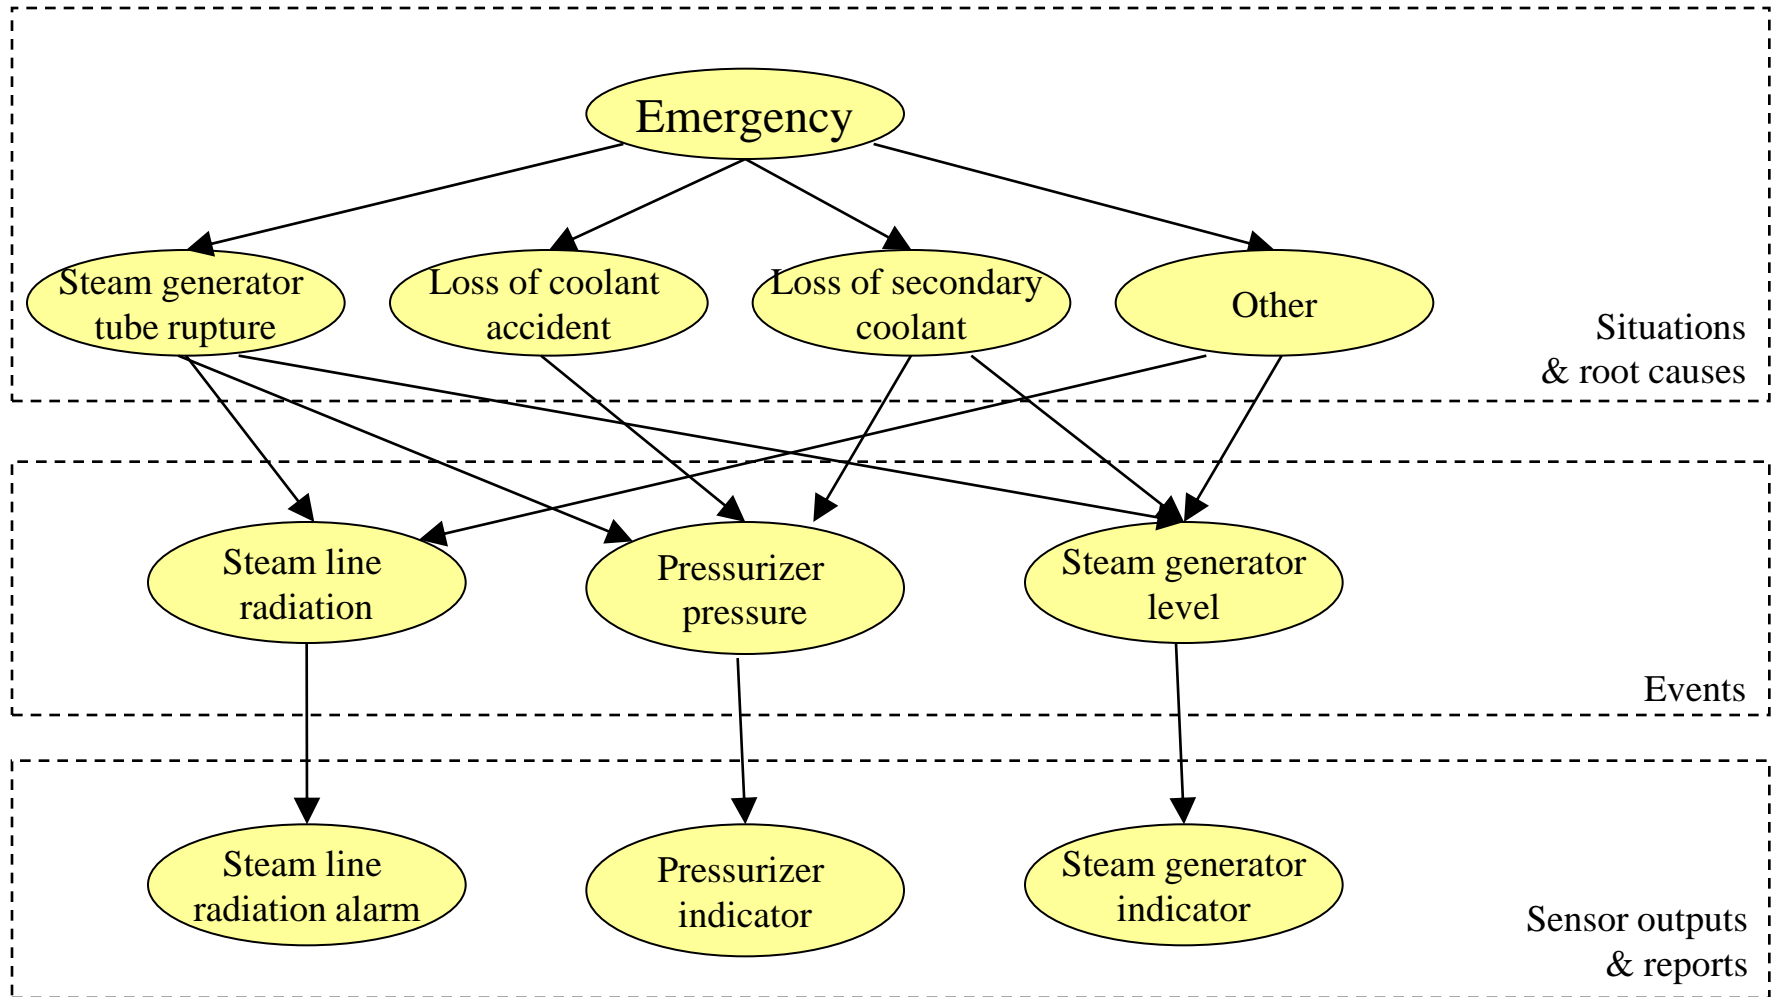 Emergency
Steam generator
tube rupture
Loss of coolant
accident
Loss of secondary
coolant
Other
Situations
& root causes
Steam line
radiation
Pressurizer
pressure
Steam generator
level
Events
Steam line
radiation alarm
Pressurizer
indicator
Steam generator
indicator
Sensor outputs
& reports